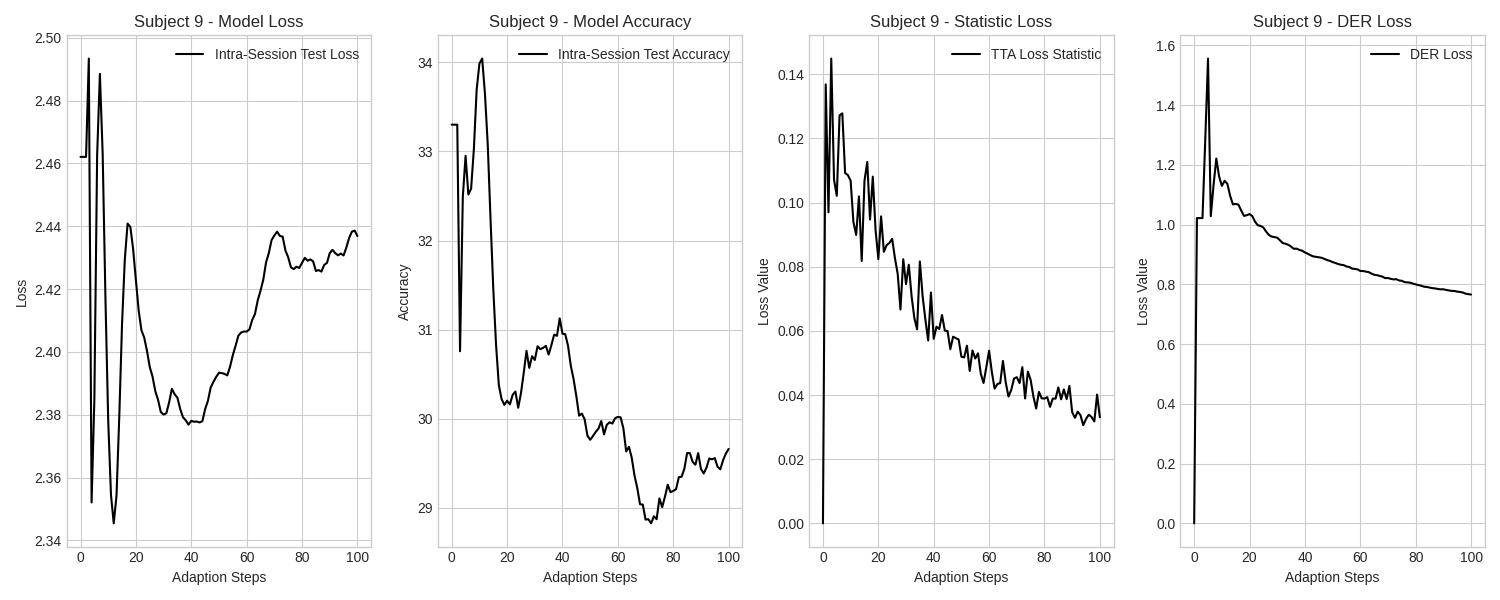 Subject 9 - Model Loss
Intra-Session Test Loss
2.50
2.48
2.46
2.44
2.42
2.40
2.38
2.36
2.34
Loss
0 20 40 60 80 100
Adaption Steps
Subject 9 - Model Accuracy
Intra-Session Test Accuracy
34
33
32
31
30
29
Accuracy
0 20 40 60 80 100
Adaption Steps
Subject 9 - Statistic Loss
TTA Loss Statistic
0.14
0.12
0.10
0.08
0.06
0.04
0.02
0.00
Loss Value
0 20 40 60 80 100
Adaption Steps
Subject 9 - DER Loss
DER Loss
1.6
1.4
1.2
1.0
0.8
0.6
0.4
0.2
0.0
Loss Value
0 20 40 60 80 100
Adaption Steps